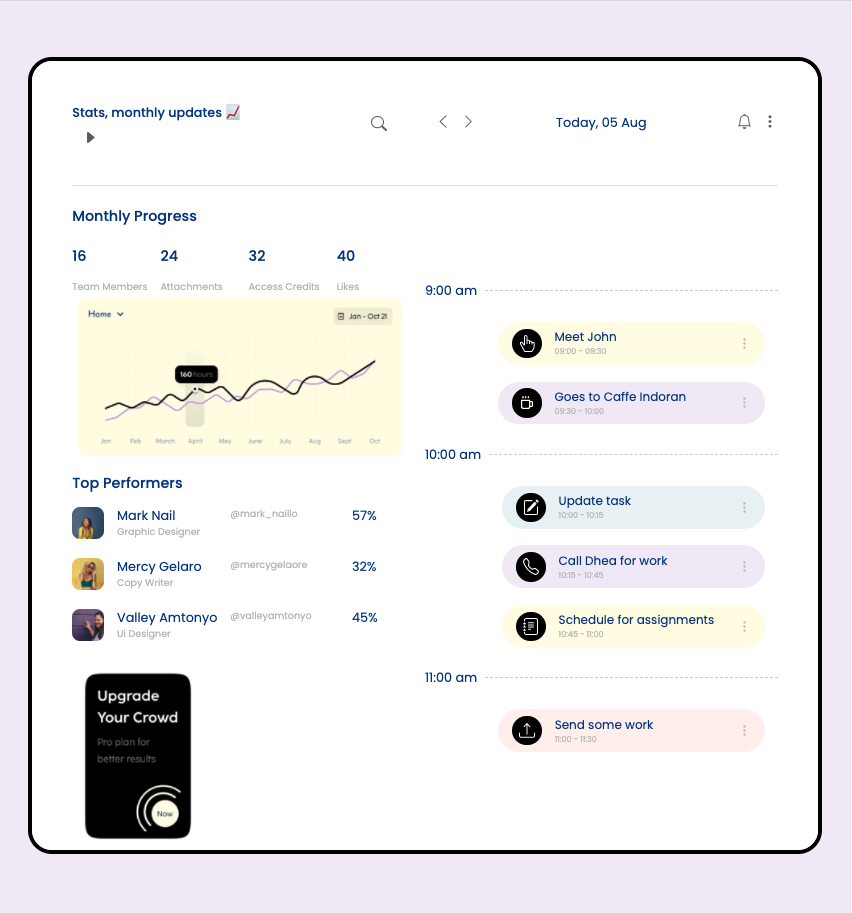 Stats, monthly updates 📈
Today, 05 Aug
Monthly Progress
16 24 32 40
Team Members Attachments Access Credits Likes
Home
Jan - Oct 21
160 hours
Jan Feb March April May June July Aug Sept Oct
Top Performers
Mark Nail @mark_naillo 57%
Graphic Designer
Mercy Gelaro @mercygelaore 32%
Copy Writer
Valley Amtonyo @valleyamtonyo 45%
Ui Designer
Upgrade
Your Crowd
Pro plan for
better results
Now
9:00 am
Meet John
09:00 - 09:30
Goes to Caffe Indoran
09:30 - 10:00
10:00 am
Update task
10:00 - 10:15
Call Dhea for work
10:15 - 10:45
Schedule for assignments
10:45 - 11:00
11:00 am
Send some work
11:00 - 11:30